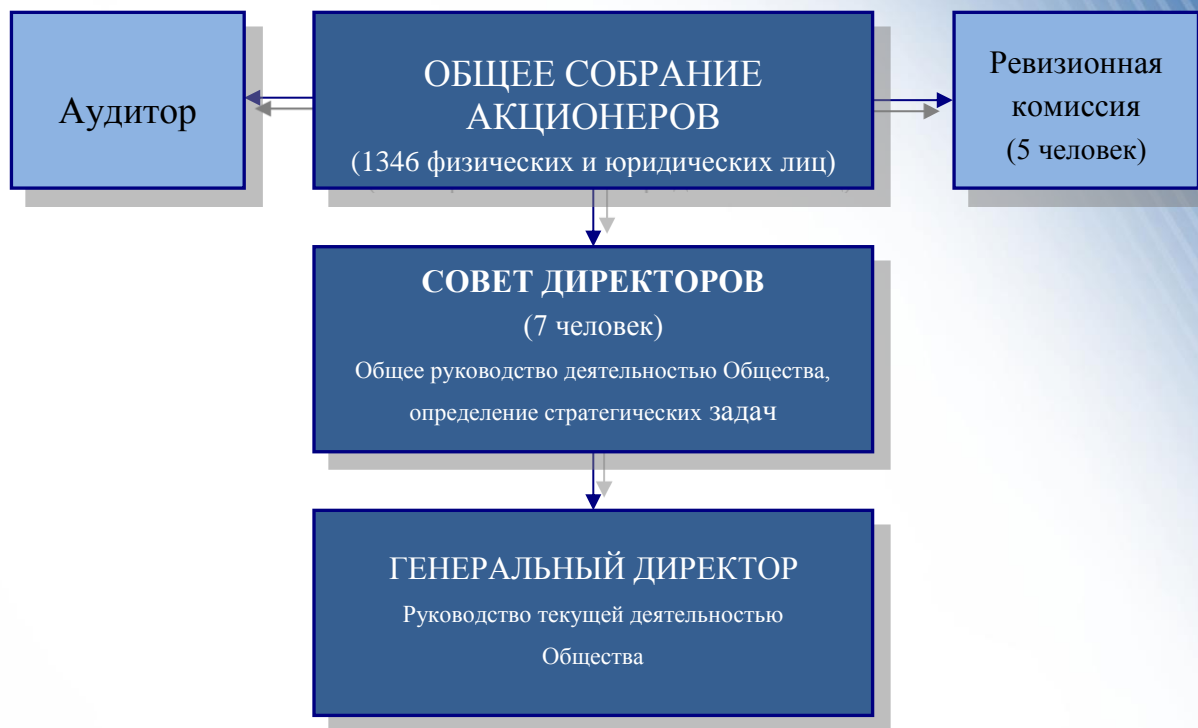 Аудитор
ОБЩЕЕ СОБРАНИЕ
АКЦИОНЕРОВ
(1346 физических и юридических лиц)
Ревизионная
комиссия
(5 человек)
СОВЕТ ДИРЕКТОРОВ
(7 человек)
Общее руководство деятельностью Общества,
определение стратегических задач
ГЕНЕРАЛЬНЫЙ ДИРЕКТОР
Руководство текущей деятельностью
Общества